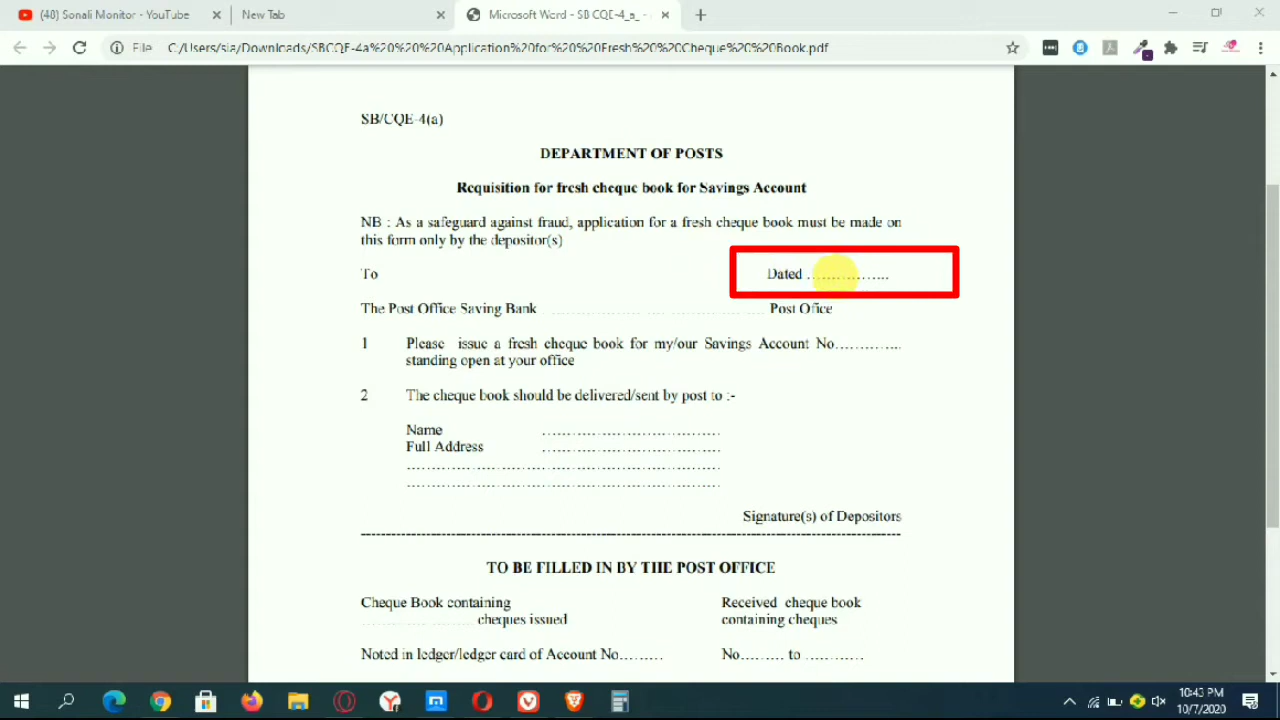 (48) Sonali Monitor - YouTube
New Tab
Microsoft Word - SB CQE-4_a_ -
File C:/Users/sia/Downloads/SBCQE-4a%20%20%20Application%20for%20%20Fresh%20%20Cheque%20%20Book.pdf
SB/CQE-4(a)
DEPARTMENT OF POSTS
Requisition for fresh cheque book for Savings Account
NB : As a safeguard against fraud, application for a fresh cheque book must be made on
this form only by the depositor(s)
To Dated ………………
The Post Office Saving Bank ………………………………… Post Ofice
1 Please issue a fresh cheque book for my/our Savings Account No…………..
standing open at your office
2 The cheque book should be delivered/sent by post to :-
Name …………………………………
Full Address …………………………………
……………………………………………………………
……………………………………………………………
Signature(s) of Depositors
------------------------------------------------------------
TO BE FILLED IN BY THE POST OFFICE
Cheque Book containing Received cheque book
…………………… cheques issued containing cheques
Noted in ledger/ledger card of Account No……… No……… to …………
10:43 PM
10/7/2020